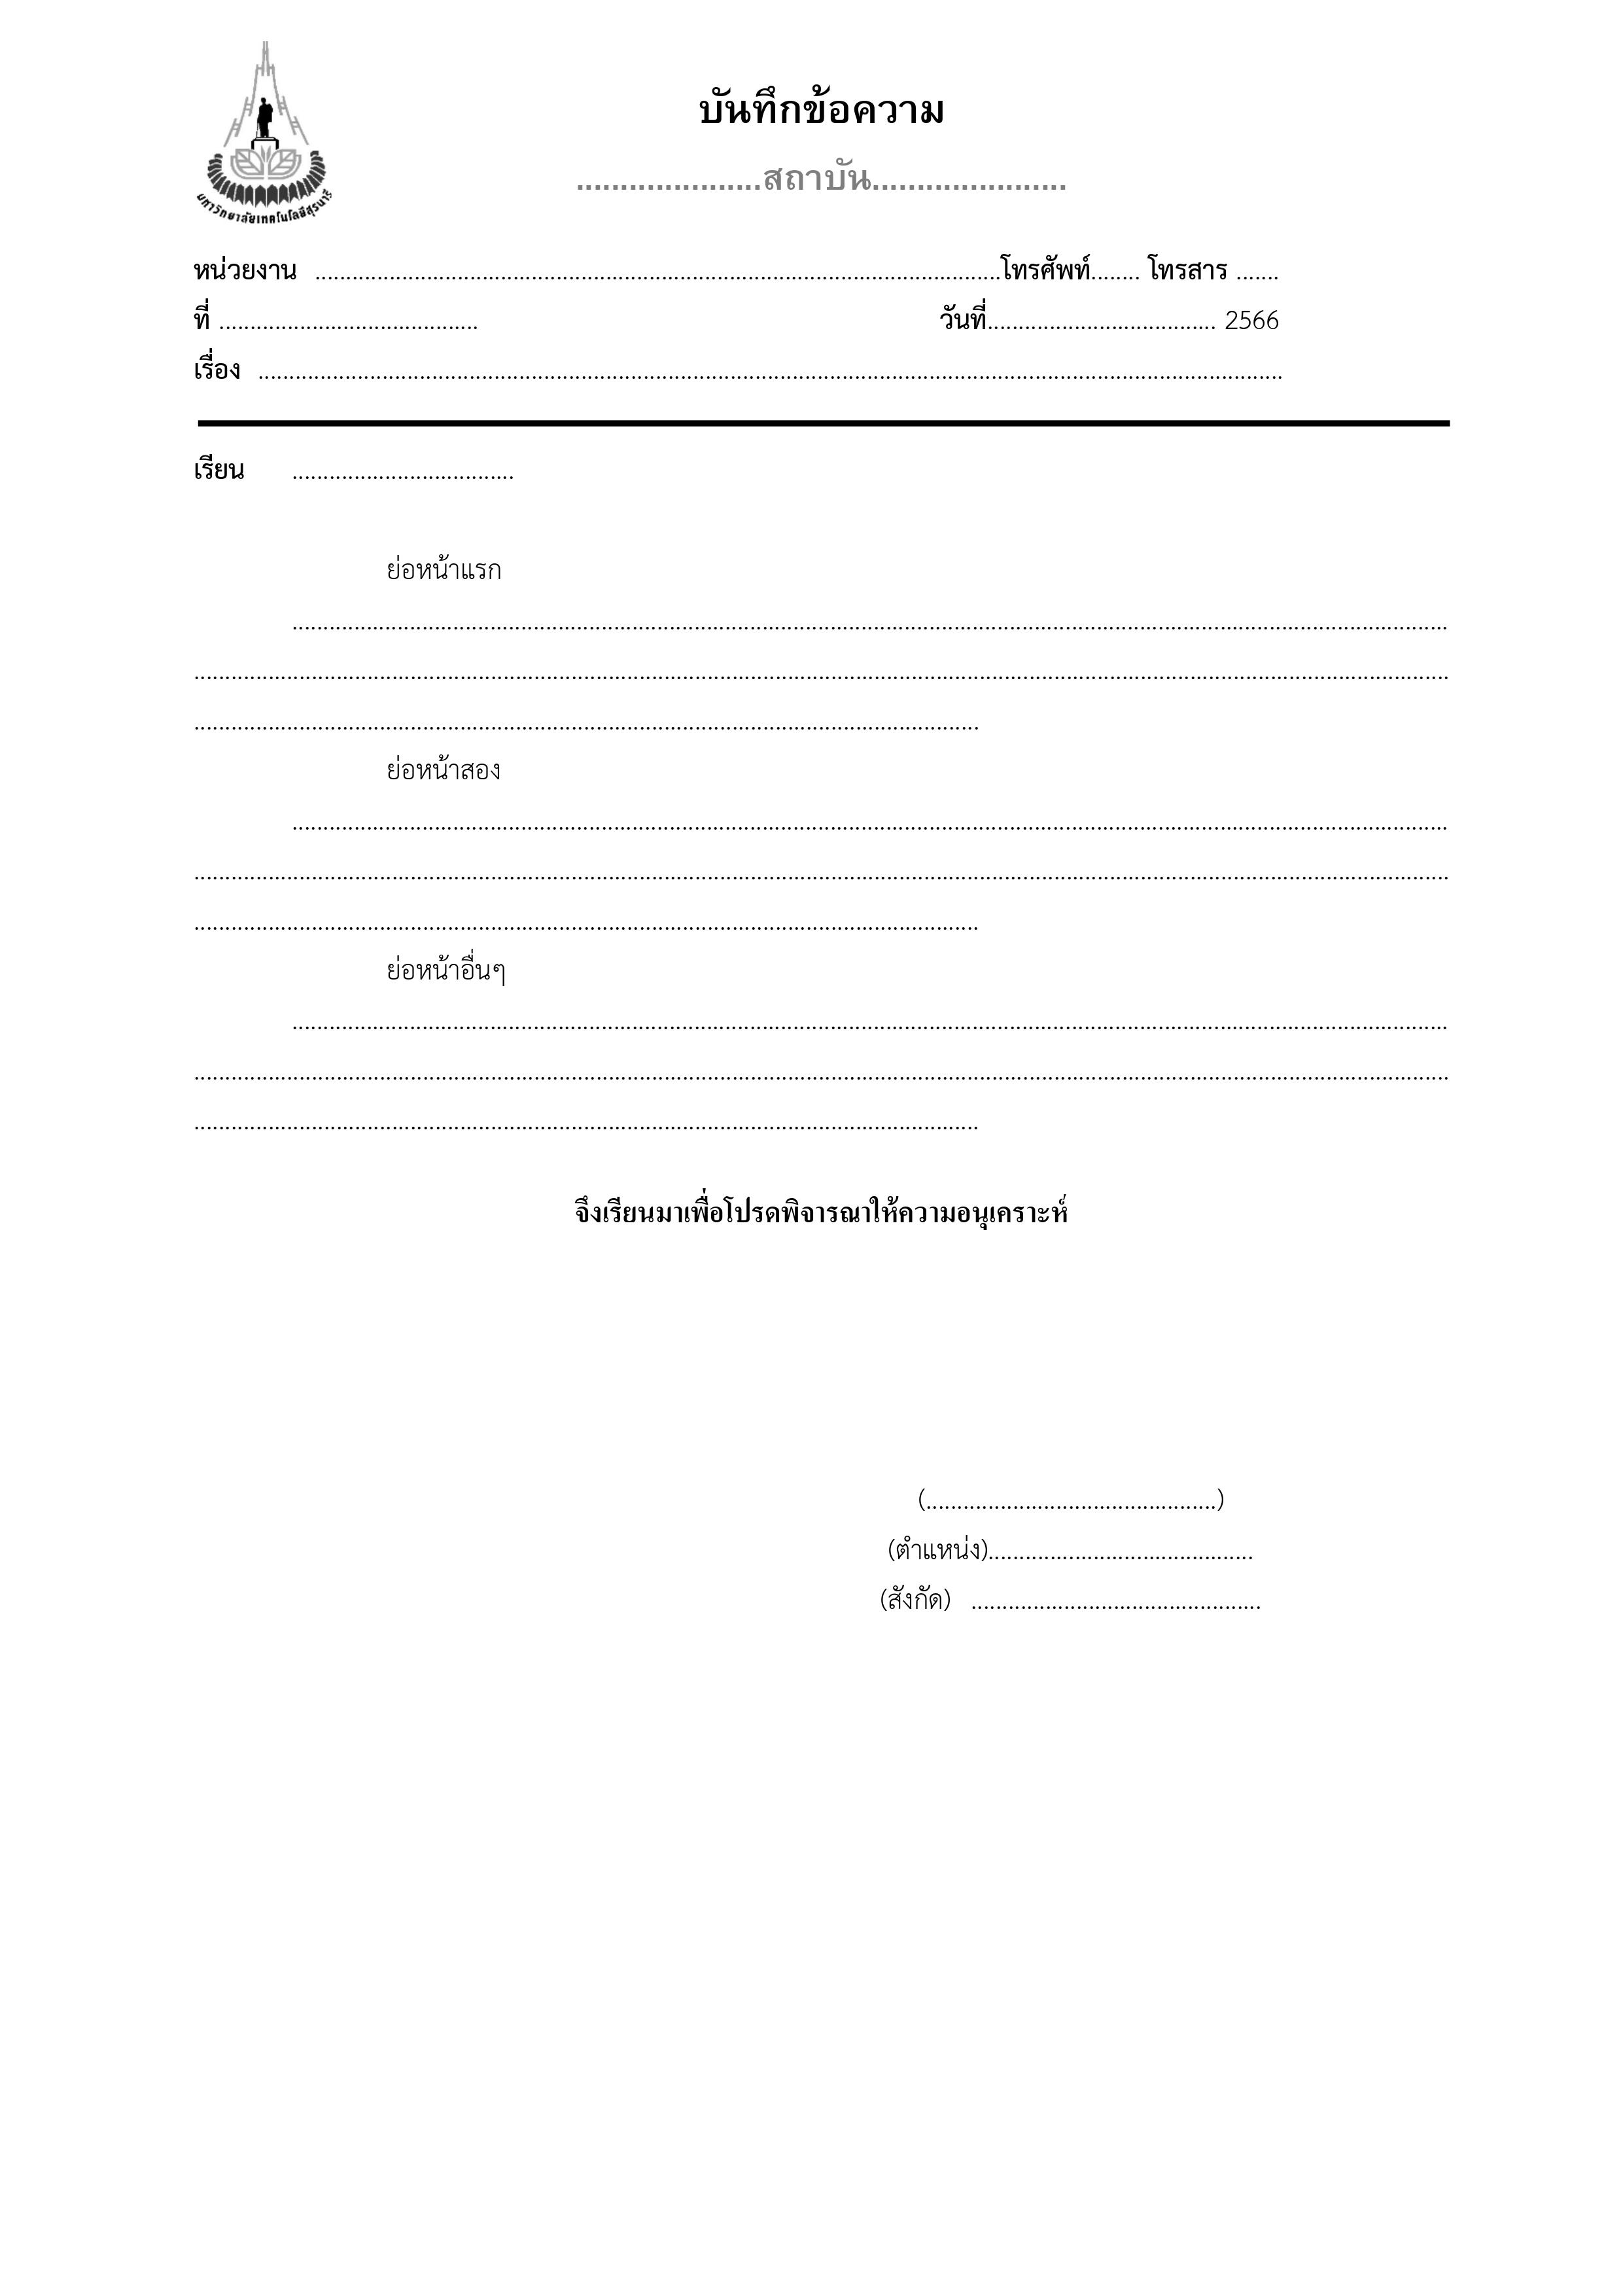 บันทึกข้อความ
.....................สถาบัน......................
มหาวิทยาลัยเทคโนโลยีสุรนารี
หน่วยงาน ...............................................................................................................โทรศัพท์........ โทรสาร .......
ที่ .......................................... วันที่..................................... 2566
เรื่อง ......................................................................................................................................................................
เรียน ....................................
ย่อหน้าแรก
...........................................................................................................................................................................................
...........................................................................................................................................................................................................
...............................................................................................................................
ย่อหน้าสอง
...........................................................................................................................................................................................
...........................................................................................................................................................................................................
...............................................................................................................................
ย่อหน้าอื่นๆ
...........................................................................................................................................................................................
...........................................................................................................................................................................................................
...............................................................................................................................
จึงเรียนมาเพื่อโปรดพิจารณาให้ความอนุเคราะห์
(...............................................)
(ตำแหน่ง)...........................................
(สังกัด) ...............................................